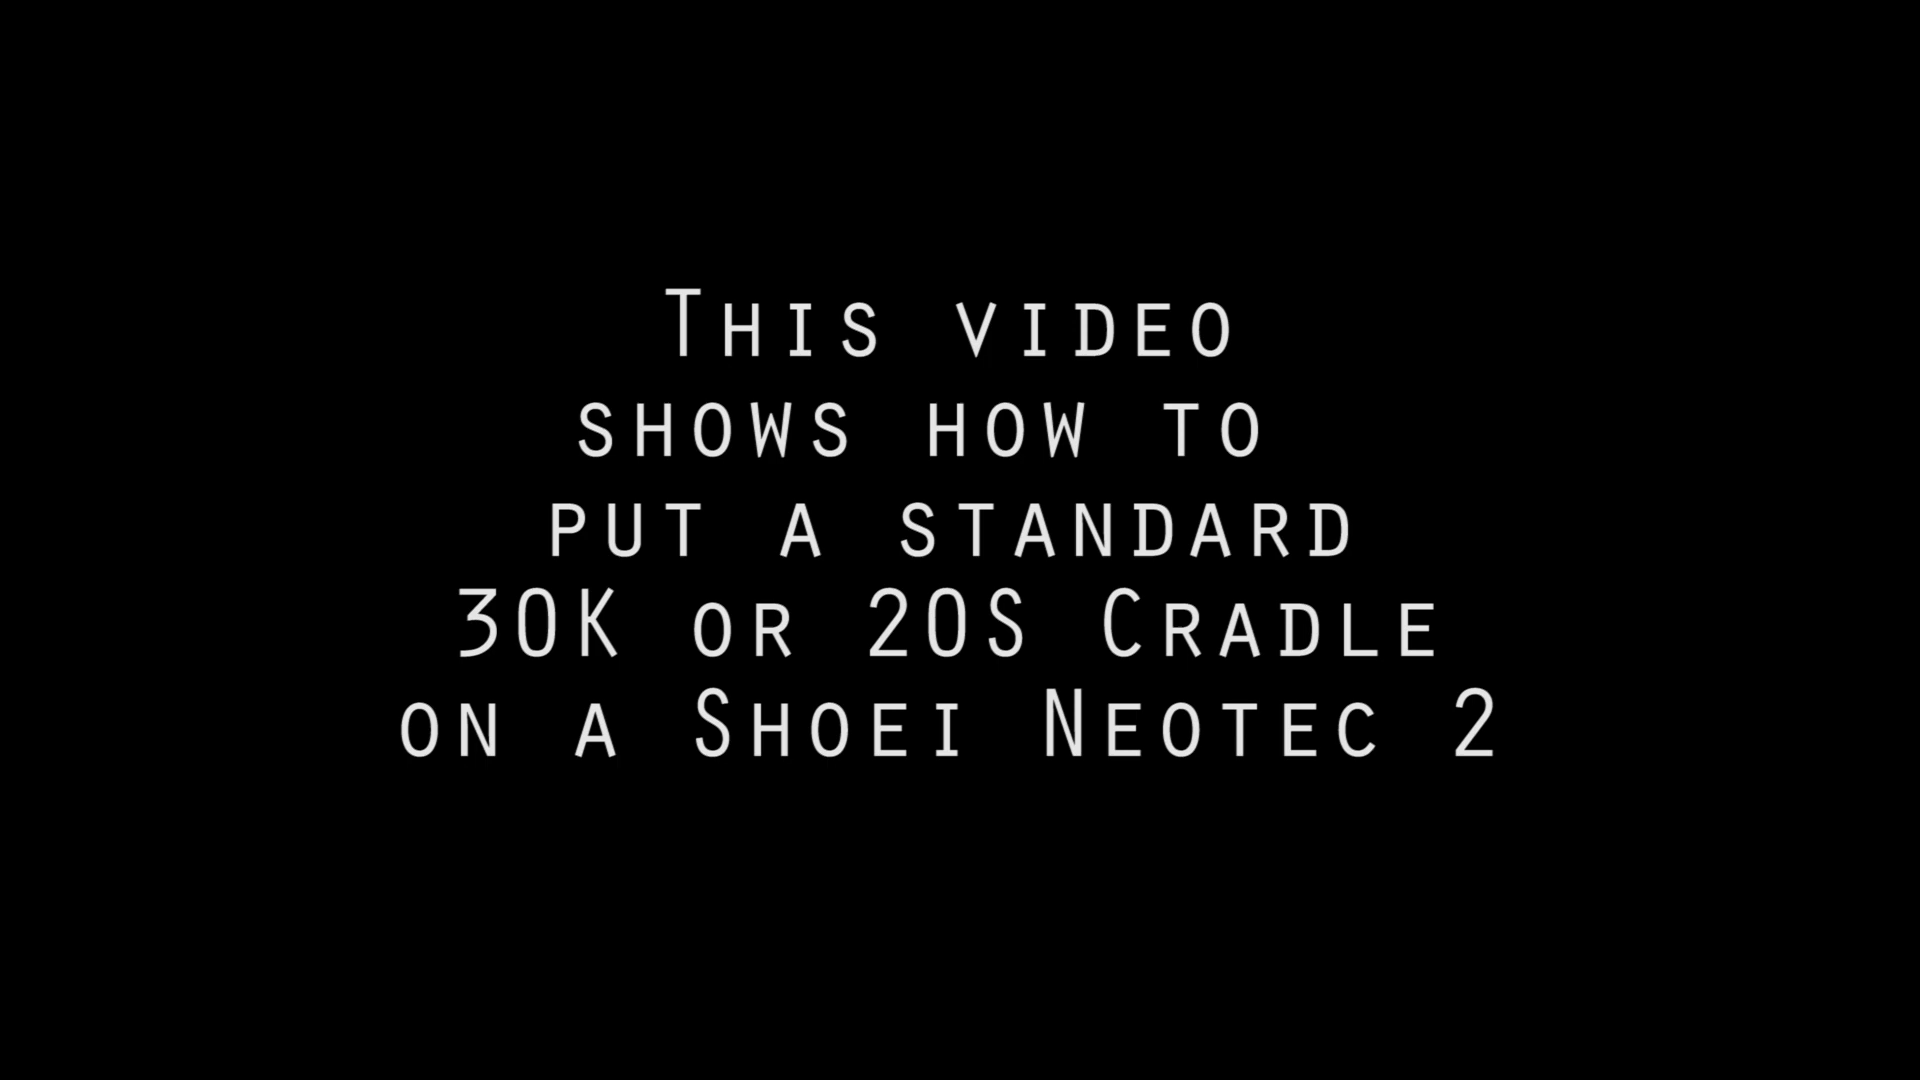 This video
shows how to
put a standard
30K or 20S Cradle
on a Shoei Neotec 2